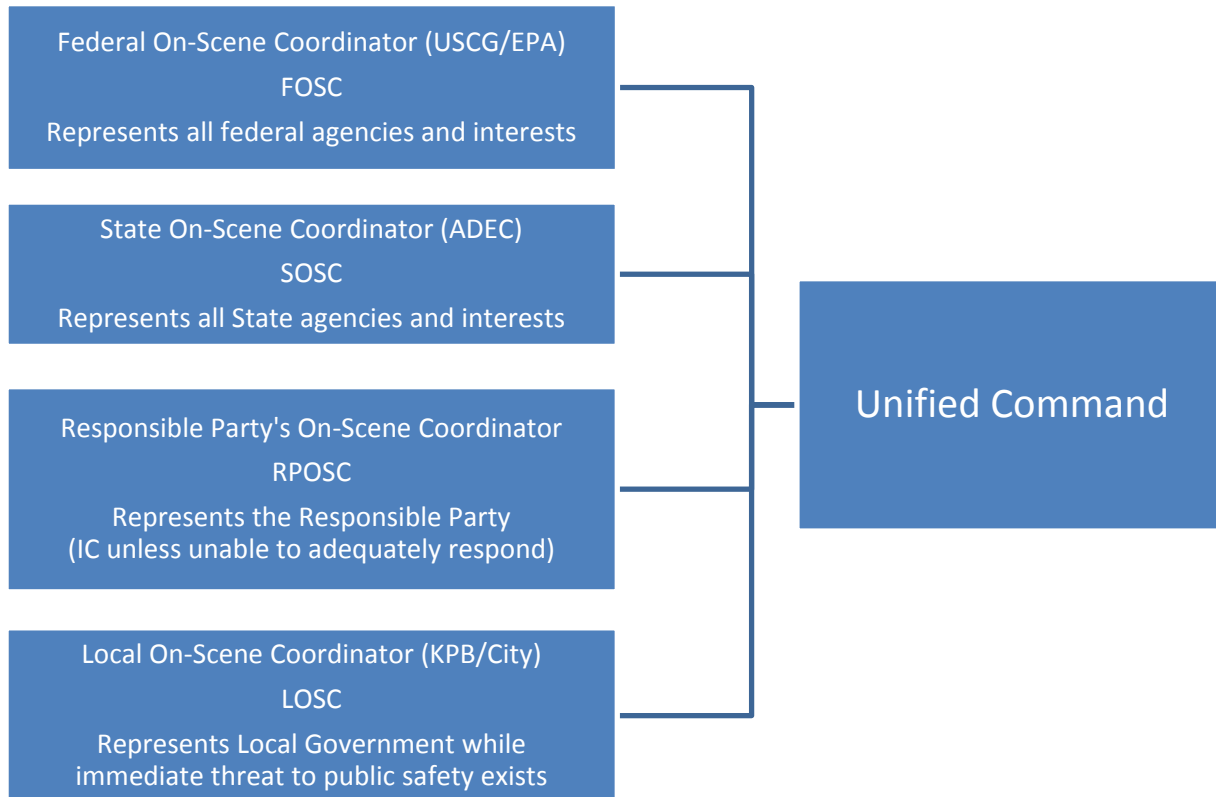 Federal On-Scene Coordinator (USCG/EPA)
FOSC
Represents all federal agencies and interests
State On-Scene Coordinator (ADEC)
SOSC
Represents all State agencies and interests
Responsible Party's On-Scene Coordinator
RPOSC
Represents the Responsible Party
(IC unless unable to adequately respond)
Local On-Scene Coordinator (KPB/City)
LOSC
Represents Local Government while
immediate threat to public safety exists
Unified Command